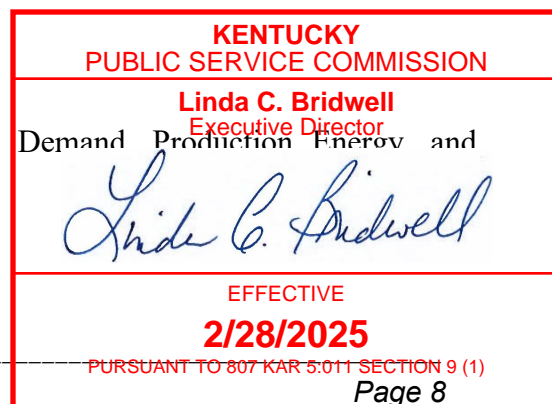 KENTUCKY
PUBLIC SERVICE COMMISSION
Linda C. Bridwell
Executive Director
Demand Production Energy and
Linda C. Bridwell
EFFECTIVE
2/28/2025
PURSUANT TO 807 KAR 5:011 SECTION 9 (1)
Page 8